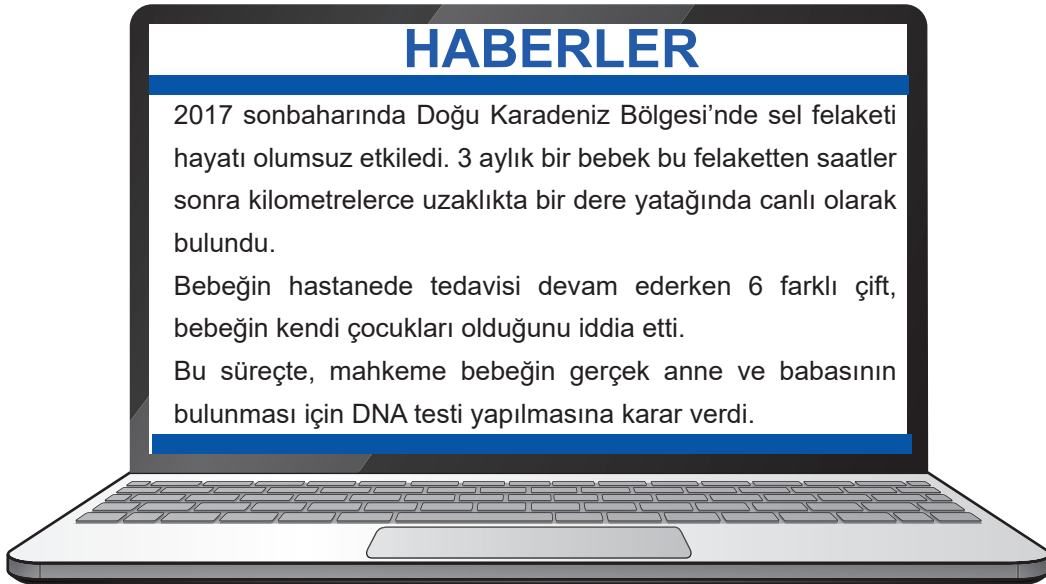 HABERLER
2017 sonbaharında Doğu Karadeniz Bölgesi’nde sel felaketi
hayatı olumsuz etkiledi. 3 aylık bir bebek bu felaketten saatler
sonra kilometrelerce uzaklıkta bir dere yatağında canlı olarak
bulundu.
Bebeğin hastanede tedavisi devam ederken 6 farklı çift,
bebeğin kendi çocukları olduğunu iddia etti.
Bu süreçte, mahkeme bebeğin gerçek anne ve babasının
bulunması için DNA testi yapılmasına karar verdi.